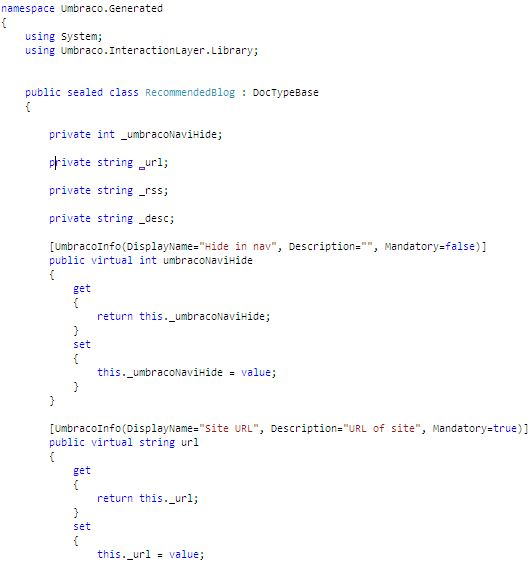 namespace Umbraco.Generated
{
    using System;
    using Umbraco.InteractionLayer.Library;


    public sealed class RecommendedBlog : DocTypeBase
    {

        private int _umbracoNaviHide;

        private string _url;

        private string _rss;

        private string _desc;

        [UmbracoInfo(DisplayName="Hide in nav", Description="", Mandatory=false)]
        public virtual int umbracoNaviHide
        {
            get
            {
                return this._umbracoNaviHide;
            }
            set
            {
                this._umbracoNaviHide = value;
            }
        }

        [UmbracoInfo(DisplayName="Site URL", Description="URL of site", Mandatory=true)]
        public virtual string url
        {
            get
            {
                return this._url;
            }
            set
            {
                this._url = value;